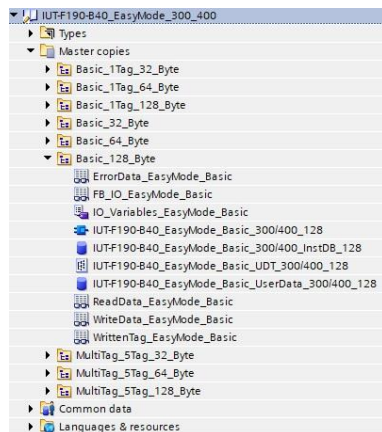 IUT-F190-B40_EasyMode_300_400
Types
Master copies
Basic_1Tag_32_Byte
Basic_1Tag_64_Byte
Basic_1Tag_128_Byte
Basic_32_Byte
Basic_64_Byte
Basic_128_Byte
ErrorData_EasyMode_Basic
FB_IO_EasyMode_Basic
IO_Variables_EasyMode_Basic
IUT-F190-B40_EasyMode_Basic_300/400_128
IUT-F190-B40_EasyMode_Basic_300/400_InstDB_128
IUT-F190-B40_EasyMode_Basic_UDT_300/400_128
IUT-F190-B40_EasyMode_Basic_UserData_300/400_128
ReadData_EasyMode_Basic
WriteData_EasyMode_Basic
WrittenTag_EasyMode_Basic
MultiTag_5Tag_32_Byte
MultiTag_5Tag_64_Byte
MultiTag_5Tag_128_Byte
Common data
Languages & resources